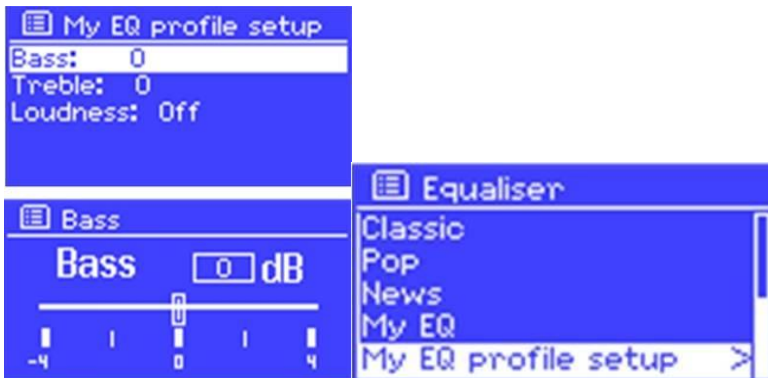 My EQ profile setup
Bass: 0
Treble: 0
Loudness: Off
Bass
Bass 0 dB
-4 0 4
Equaliser
Classic
Pop
News
My EQ
My EQ profile setup >